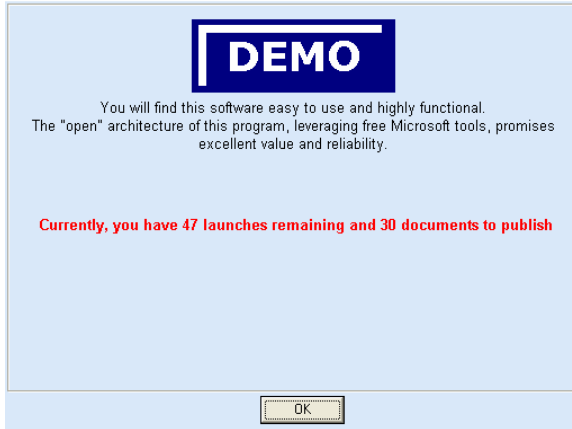 DEMO
You will find this software easy to use and highly functional.
The "open" architecture of this program, leveraging free Microsoft tools, promises
excellent value and reliability.
Currently, you have 47 launches remaining and 30 documents to publish
OK